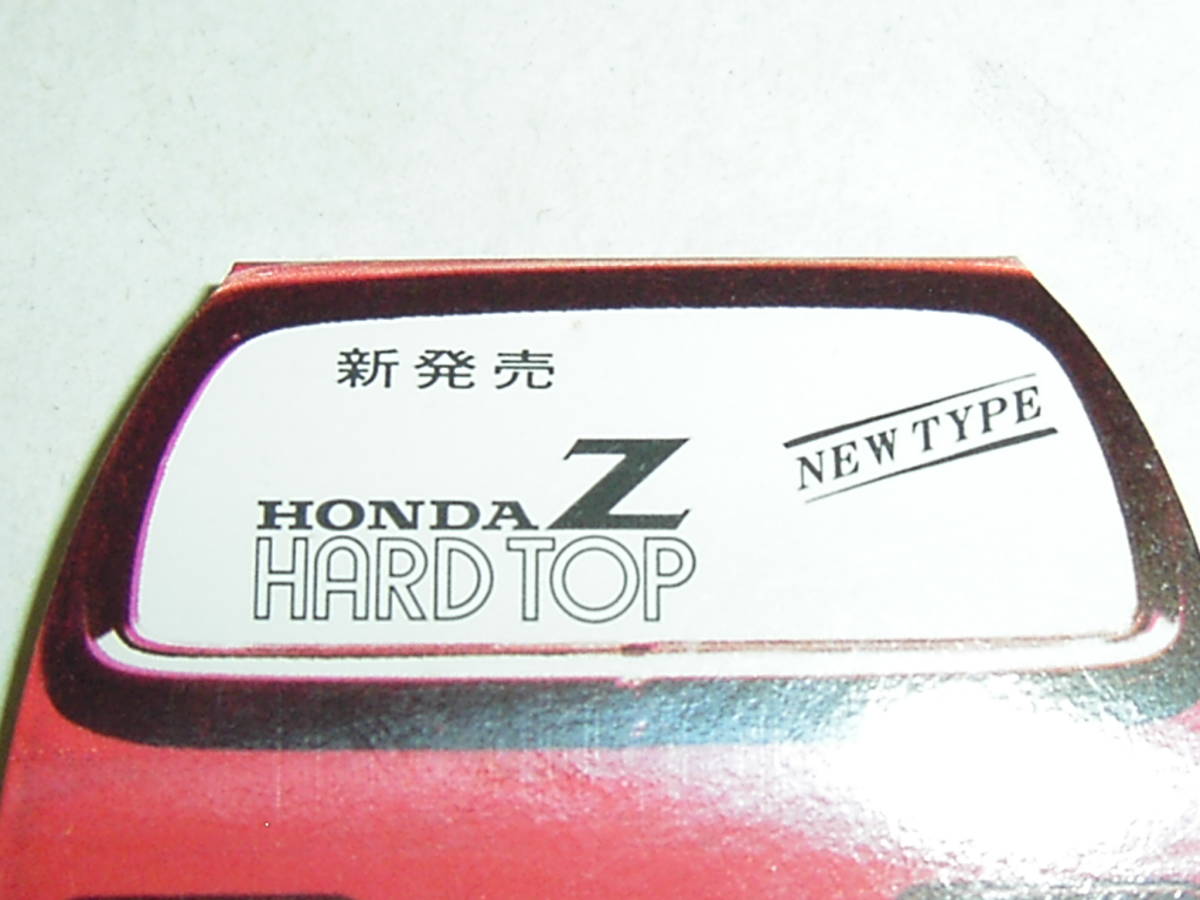 新発売
NEW TYPE
HONDA Z
HARD TOP